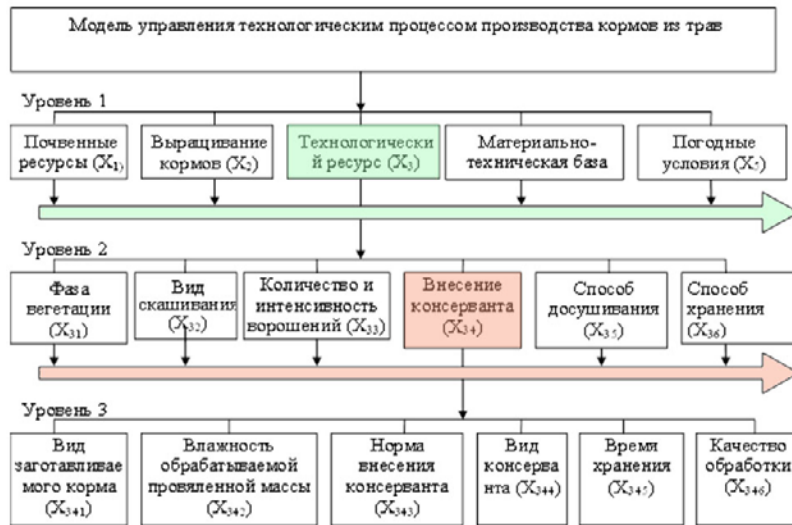 Модель управления технологическим процессом производства кормов из трав
Уровень 1
Почвенные
ресурсы (X₁)
Выращивание
кормов (X₂)
Технологически
й ресурс (X₃)
Материально-
техническая база
Погодные
условия (X₅)
Уровень 2
Фаза
вегетации
(X₃₁)
Вид
скашивания
(X₃₂)
Количество и
интенсивность
ворошений (X₃₃)
Внесение
консерванта
(X₃₄)
Способ
досушивания
(X₃₅)
Способ
хранения
(X₃₆)
Уровень 3
Вид
заготавливае
мого корма
(X₃₄₁)
Влажность
обрабатываемой
провяленной массы
(X₃₄₂)
Норма
внесения
консерванта
(X₃₄₃)
Вид
консерва
нта (X₃₄₄)
Время
хранения
(X₃₄₅)
Качество
обработки
(X₃₄₆)